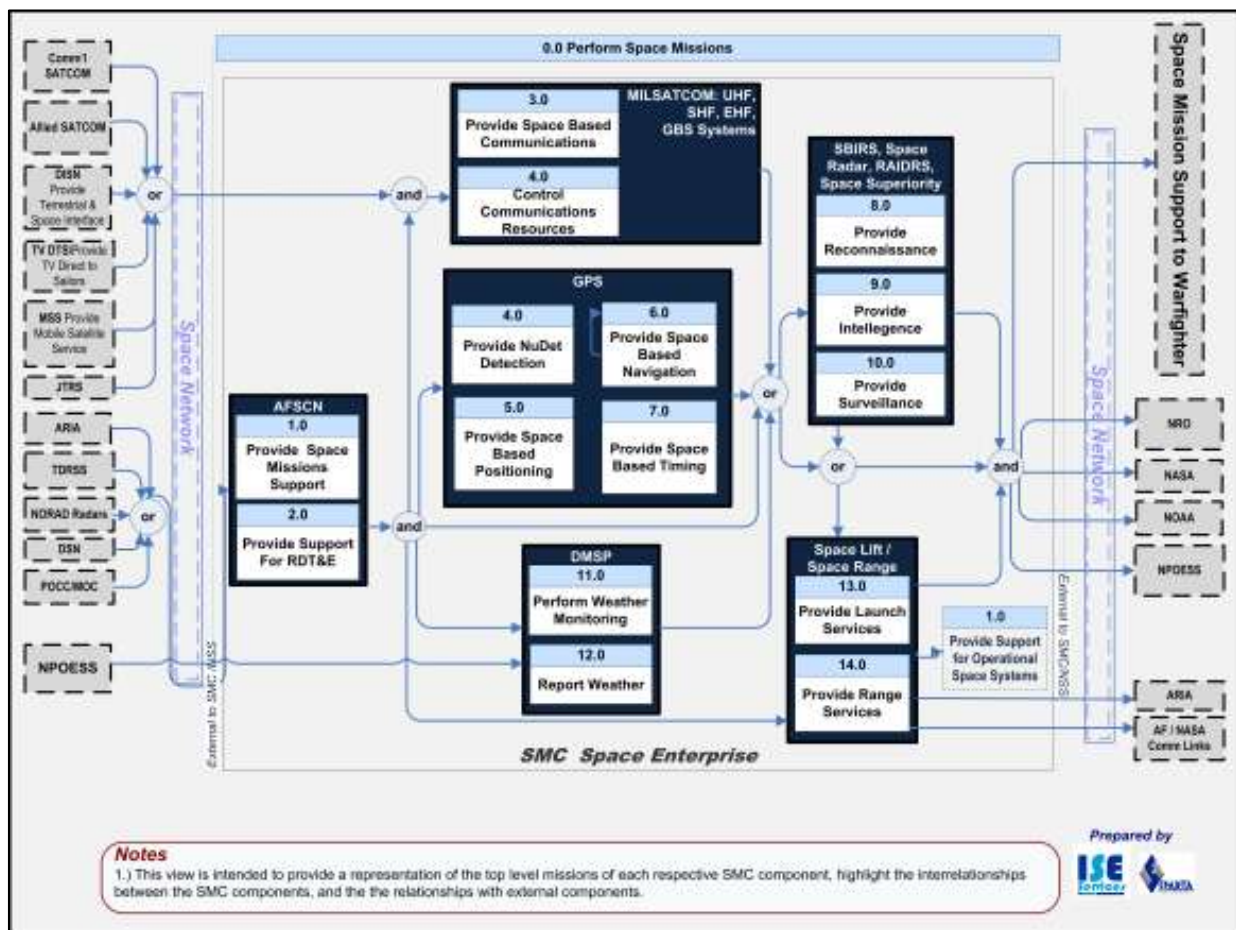 0.0 Perform Space Missions
Comm'l
SATCOM
Allied SATCOM
DISN
Provide
Terrestrial &
Space Interface
TV DTS Provide
TV Direct to
Sailors
MSS Provide
Mobile Satellite
Service
JTRS
ARIA
TDRSS
NORAD Radars
DSN
POCC/MOC
NPOESS
or
or
Space Network
External to SMC /NSS
AFSCN
1.0
Provide Space
Missions
Support
2.0
Provide Support
For RDT&E
and
and
3.0
Provide Space Based
Communications
4.0
Control
Communications
Resources
MILSATCOM: UHF,
SHF, EHF,
GBS Systems
GPS
4.0
Provide NuDet
Detection
6.0
Provide Space
Based
Navigation
5.0
Provide Space
Based
Positioning
7.0
Provide Space
Based Timing
DMSP
11.0
Perform Weather
Monitoring
12.0
Report Weather
or
SBIRS, Space
Radar, RAIDRS,
Space Superiority
8.0
Provide
Reconnaissance
9.0
Provide
Intellegence
10.0
Provide
Surveillance
or
and
Space Lift /
Space Range
13.0
Provide Launch
Services
14.0
Provide Range
Services
1.0
Provide Support
for Operational
Space Systems
External to SMC/NSS
Space Network
Space Mission Support to Warfighter
NRO
NASA
NOAA
NPOESS
ARIA
AF / NASA
Comm Links
SMC Space Enterprise
Notes
1.) This view is intended to provide a representation of the top level missions of each respective SMC component, highlight the interrelationships
between the SMC components, and the the relationships with external components.
Prepared by
ISE
SPARTA